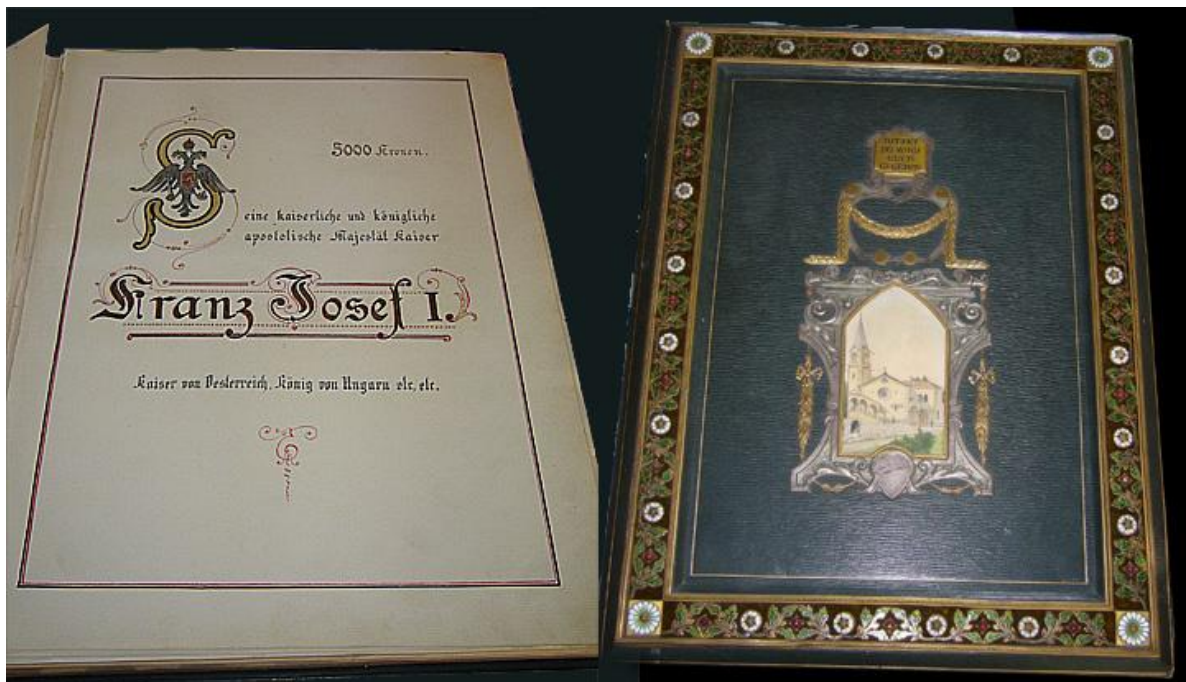 5000 Kronen.
Seine kaiserliche und königliche
apostolische Majestät Kaiser
Franz Josef I.
Kaiser von Oesterreich, König von Ungarn etc, etc.